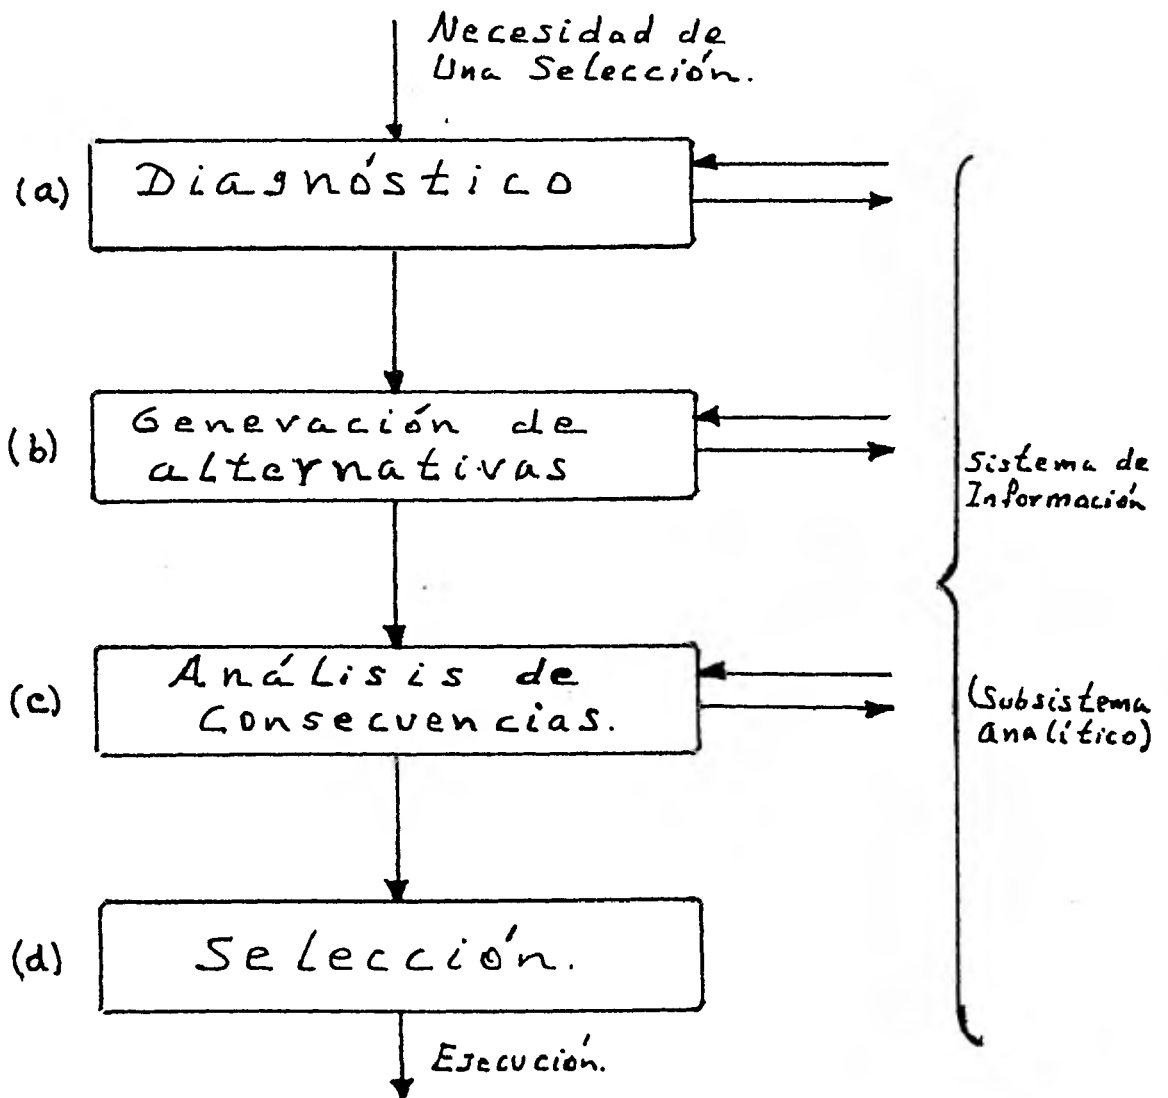 Necesidad de
Una Selección.
(a)
Diagnóstico
(b)
Generación de
alternativas
Sistema de
Información
(c)
Análisis de
Consecuencias.
(Subsistema
analítico)
(d)
Selección.
Ejecución.